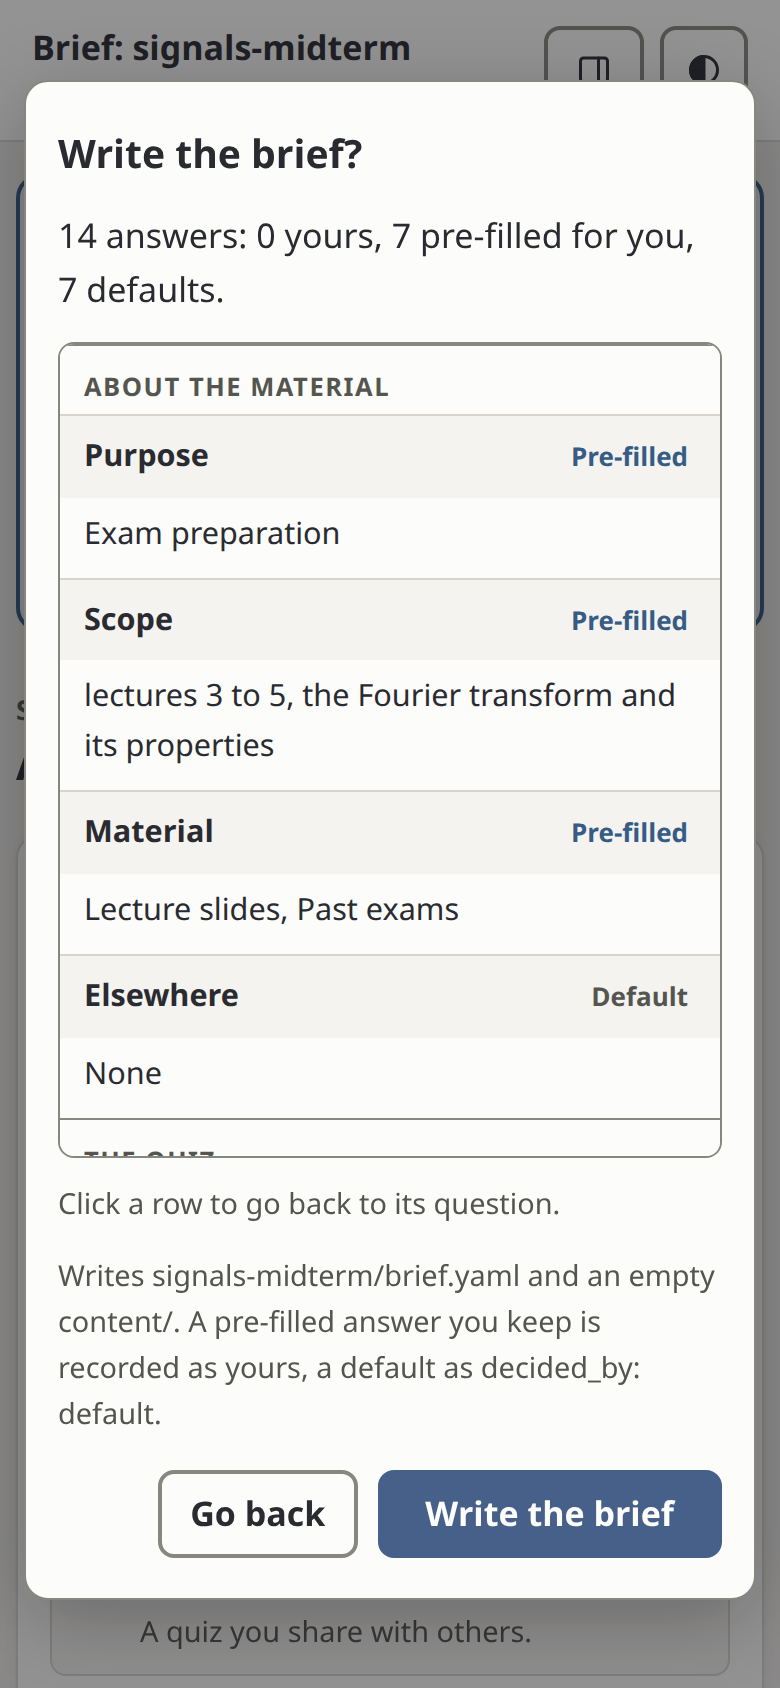 Brief: signals-midterm
Write the brief?
14 answers: 0 yours, 7 pre-filled for you,
7 defaults.
ABOUT THE MATERIAL
Purpose
Pre-filled
Exam preparation
Scope
Pre-filled
lectures 3 to 5, the Fourier transform and
its properties
Material
Pre-filled
Lecture slides, Past exams
Elsewhere
Default
None
THE QUIZ
Click a row to go back to its question.
Writes signals-midterm/brief.yaml and an empty
content/. A pre-filled answer you keep is
recorded as yours, a default as decided_by:
default.
Go back
Write the brief
A quiz you share with others.